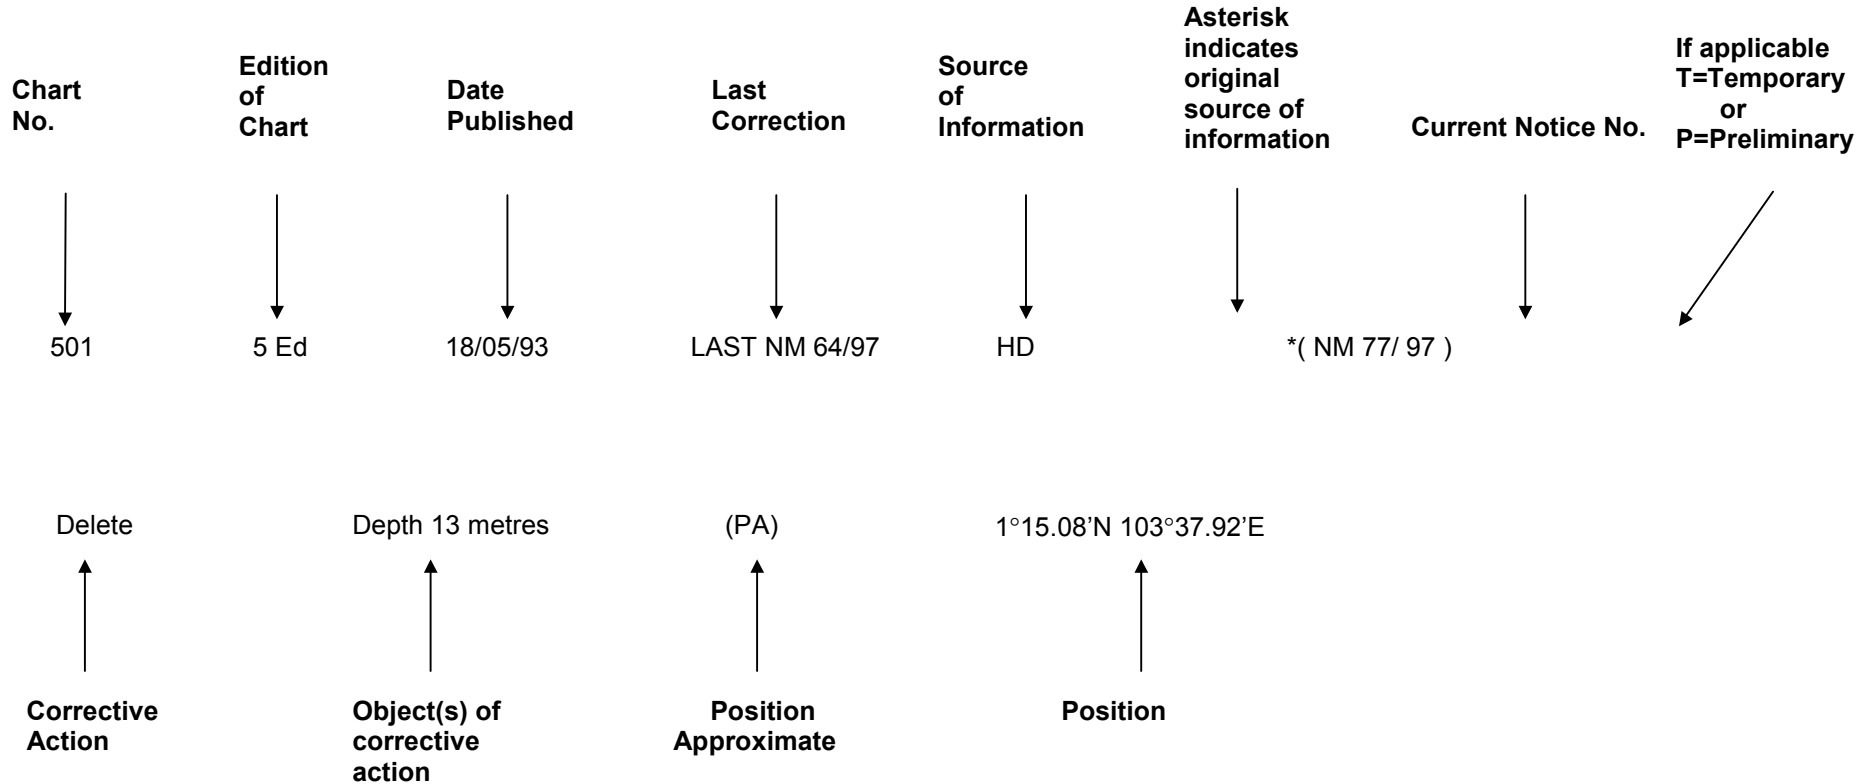 Chart
No.
Edition
of
Chart
Date
Published
Last
Correction
Source
of
Information
Asterisk
indicates
original
source of
information
Current Notice No.
If applicable
T=Temporary
or
P=Preliminary
501
5 Ed
18/05/93
LAST NM 64/97
HD
*( NM 77/ 97 )
Delete
Depth 13 metres
(PA)
1°15.08’N 103°37.92’E
Corrective
Action
Object(s) of
corrective
action
Position
Approximate
Position